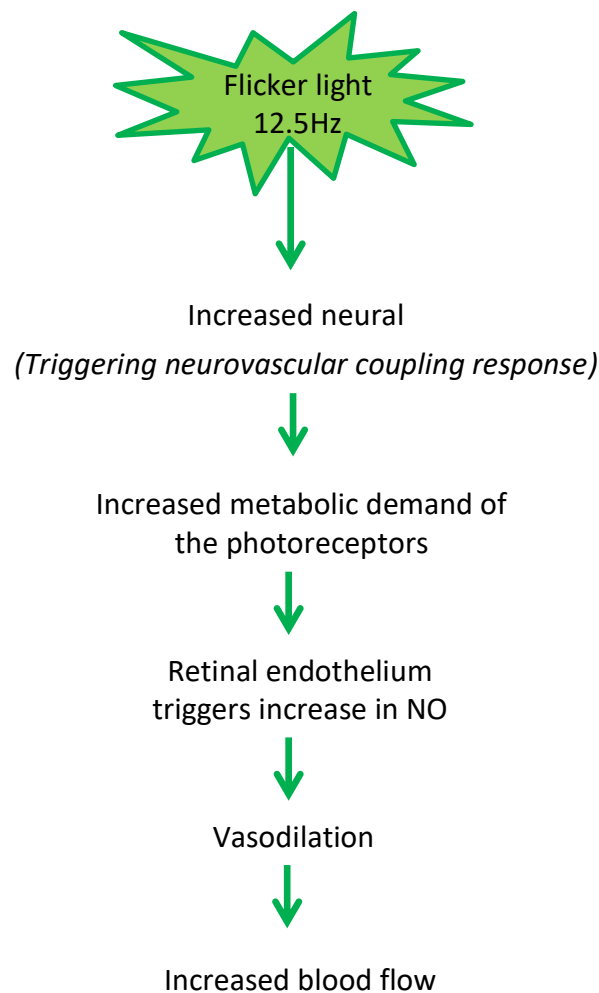 Flicker light
12.5Hz
Increased neural
(Triggering neurovascular coupling response)
Increased metabolic demand of
the photoreceptors
Retinal endothelium
triggers increase in NO
Vasodilation
Increased blood flow